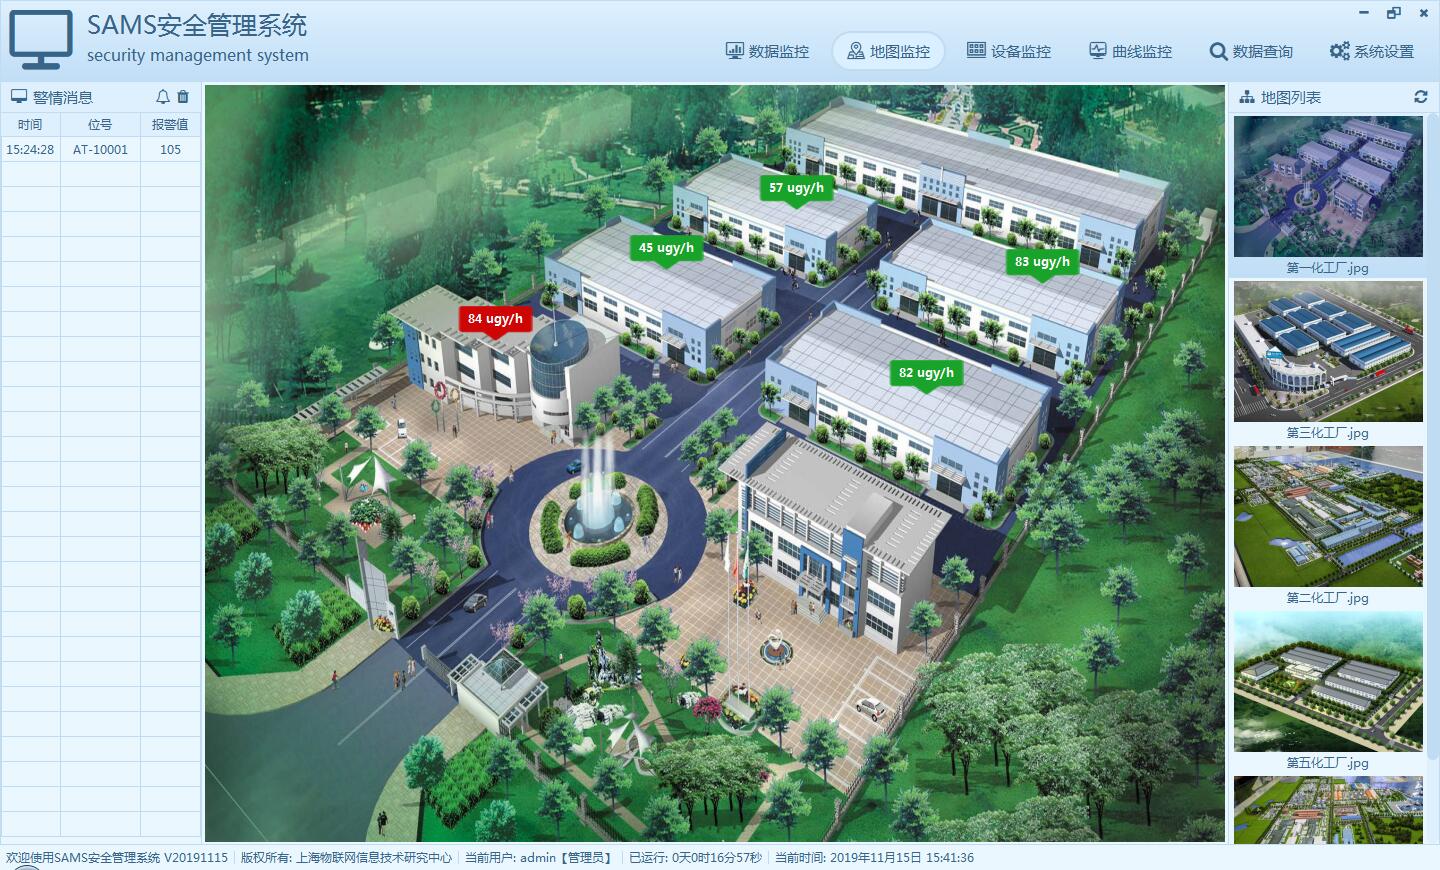 SAMS安全管理系统
security management system
数据监控 地图监控 设备监控 曲线监控 数据查询 系统设置
警情消息
时间 位号 报警值
15:24:28 AT-10001 105
57 ugy/h
45 ugy/h
83 ugy/h
84 ugy/h
82 ugy/h
地图列表
第一化工厂.jpg
第三化工厂.jpg
第二化工厂.jpg
第五化工厂.jpg
欢迎使用SAMS安全管理系统 V20191115 版权所有: 上海物联网信息技术研究中心 当前用户: admin【管理员】 已运行: 0天0时16分57秒 当前时间: 2019年11月15日 15:41:36